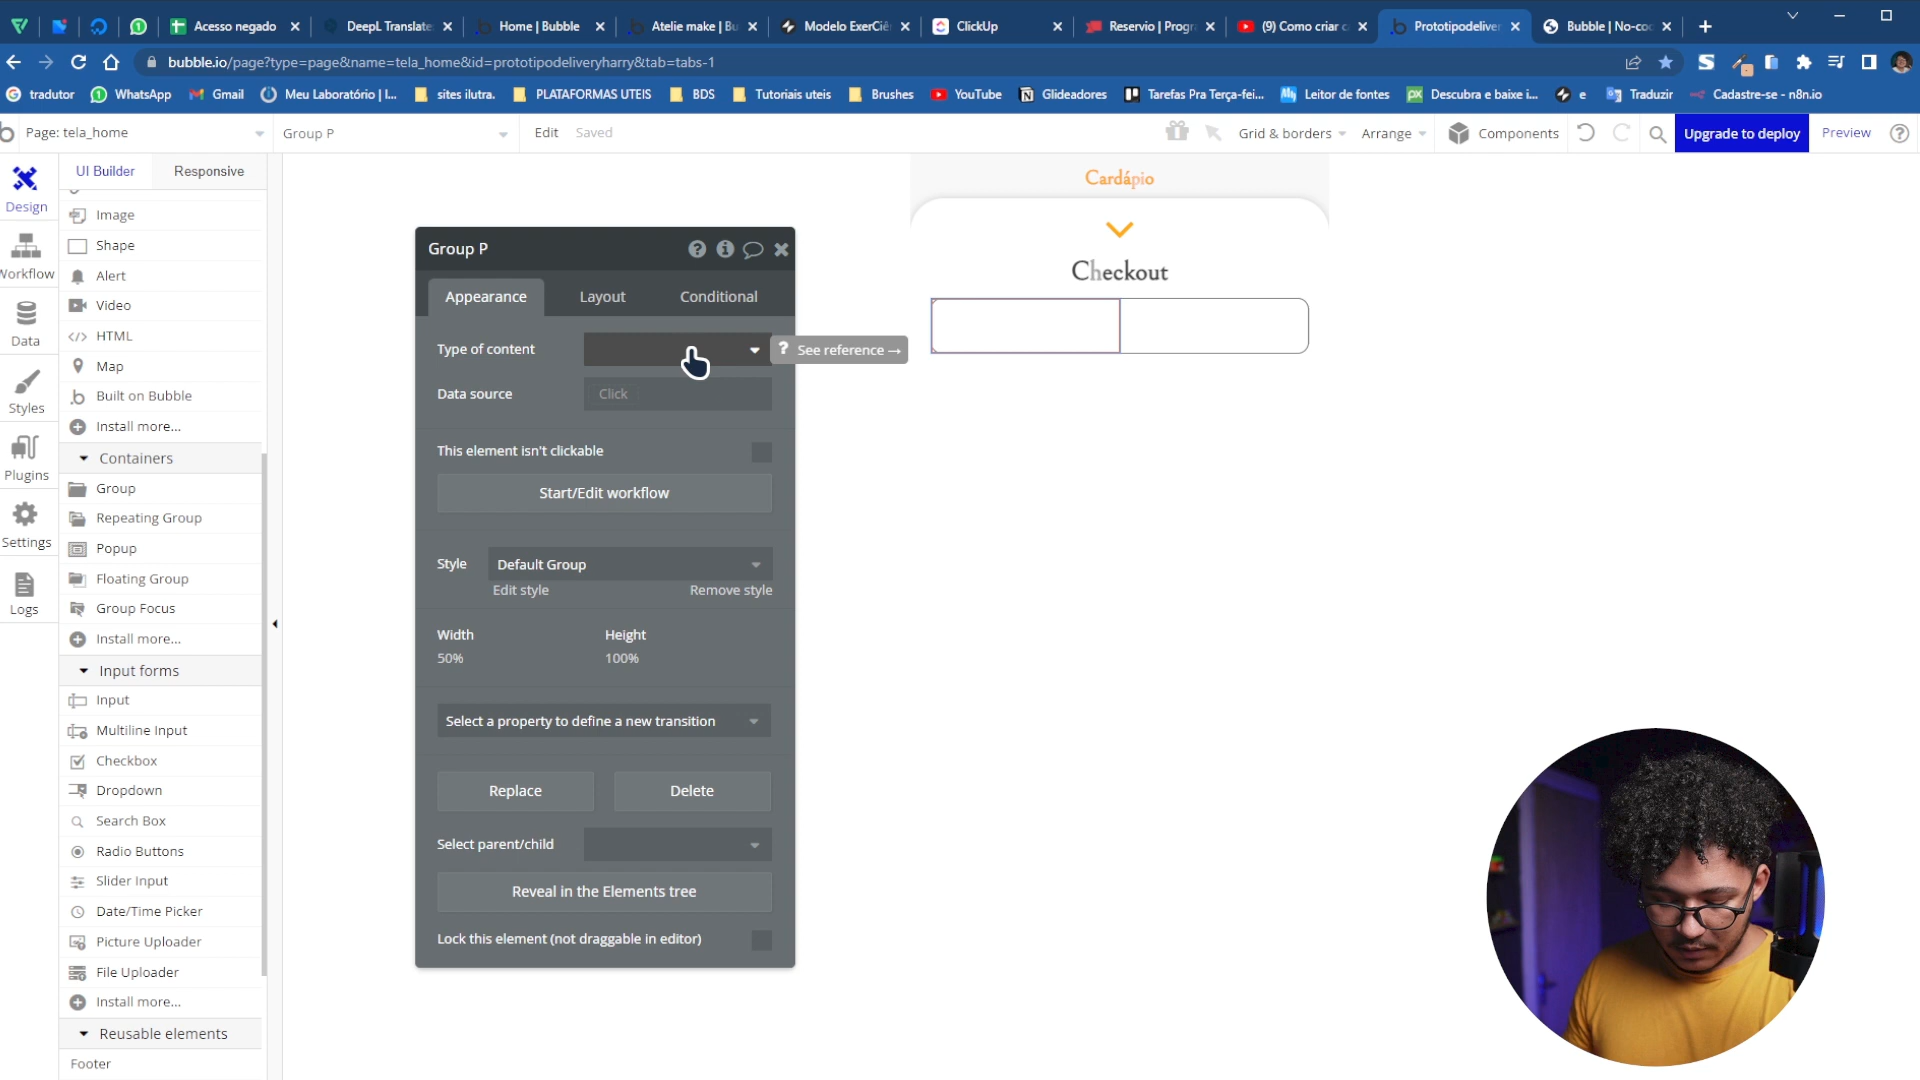 Acesso negado
DeepL Translate
Home | Bubble
Atelie make | Bu
Modelo ExerCiê
ClickUp
Reservio | Progr
(9) Como criar c
Prototipodeliver
Bubble | No-coc
bubble.io/page?type=page&name=tela_home&id=prototipodeliveryharry&tab=tabs-1
tradutor
WhatsApp
Gmail
Meu Laboratório | I...
sites ilutra.
PLATAFORMAS UTEIS
BDS
Tutoriais uteis
Brushes
YouTube
Glideadores
Tarefas Pra Terça-fei...
Leitor de fontes
Descubra e baixe i...
e
Traduzir
Cadastre-se - n8n.io
Page: tela_home
Group P
Edit
Saved
Grid & borders
Arrange
Components
Upgrade to deploy
Preview
UI Builder
Responsive
Design
Workflow
Data
Styles
Plugins
Settings
Logs
Image
Shape
Alert
Video
HTML
Map
Built on Bubble
Install more...
Containers
Group
Repeating Group
Popup
Floating Group
Group Focus
Install more...
Input forms
Input
Multiline Input
Checkbox
Dropdown
Search Box
Radio Buttons
Slider Input
Date/Time Picker
Picture Uploader
File Uploader
Install more...
Reusable elements
Footer
Group P
Appearance
Layout
Conditional
Type of content
? See reference →
Data source
Click
This element isn't clickable
Start/Edit workflow
Style
Default Group
Edit style
Remove style
Width
Height
50%
100%
Select a property to define a new transition
Replace
Delete
Select parent/child
Reveal in the Elements tree
Lock this element (not draggable in editor)
Cardápio
Checkout